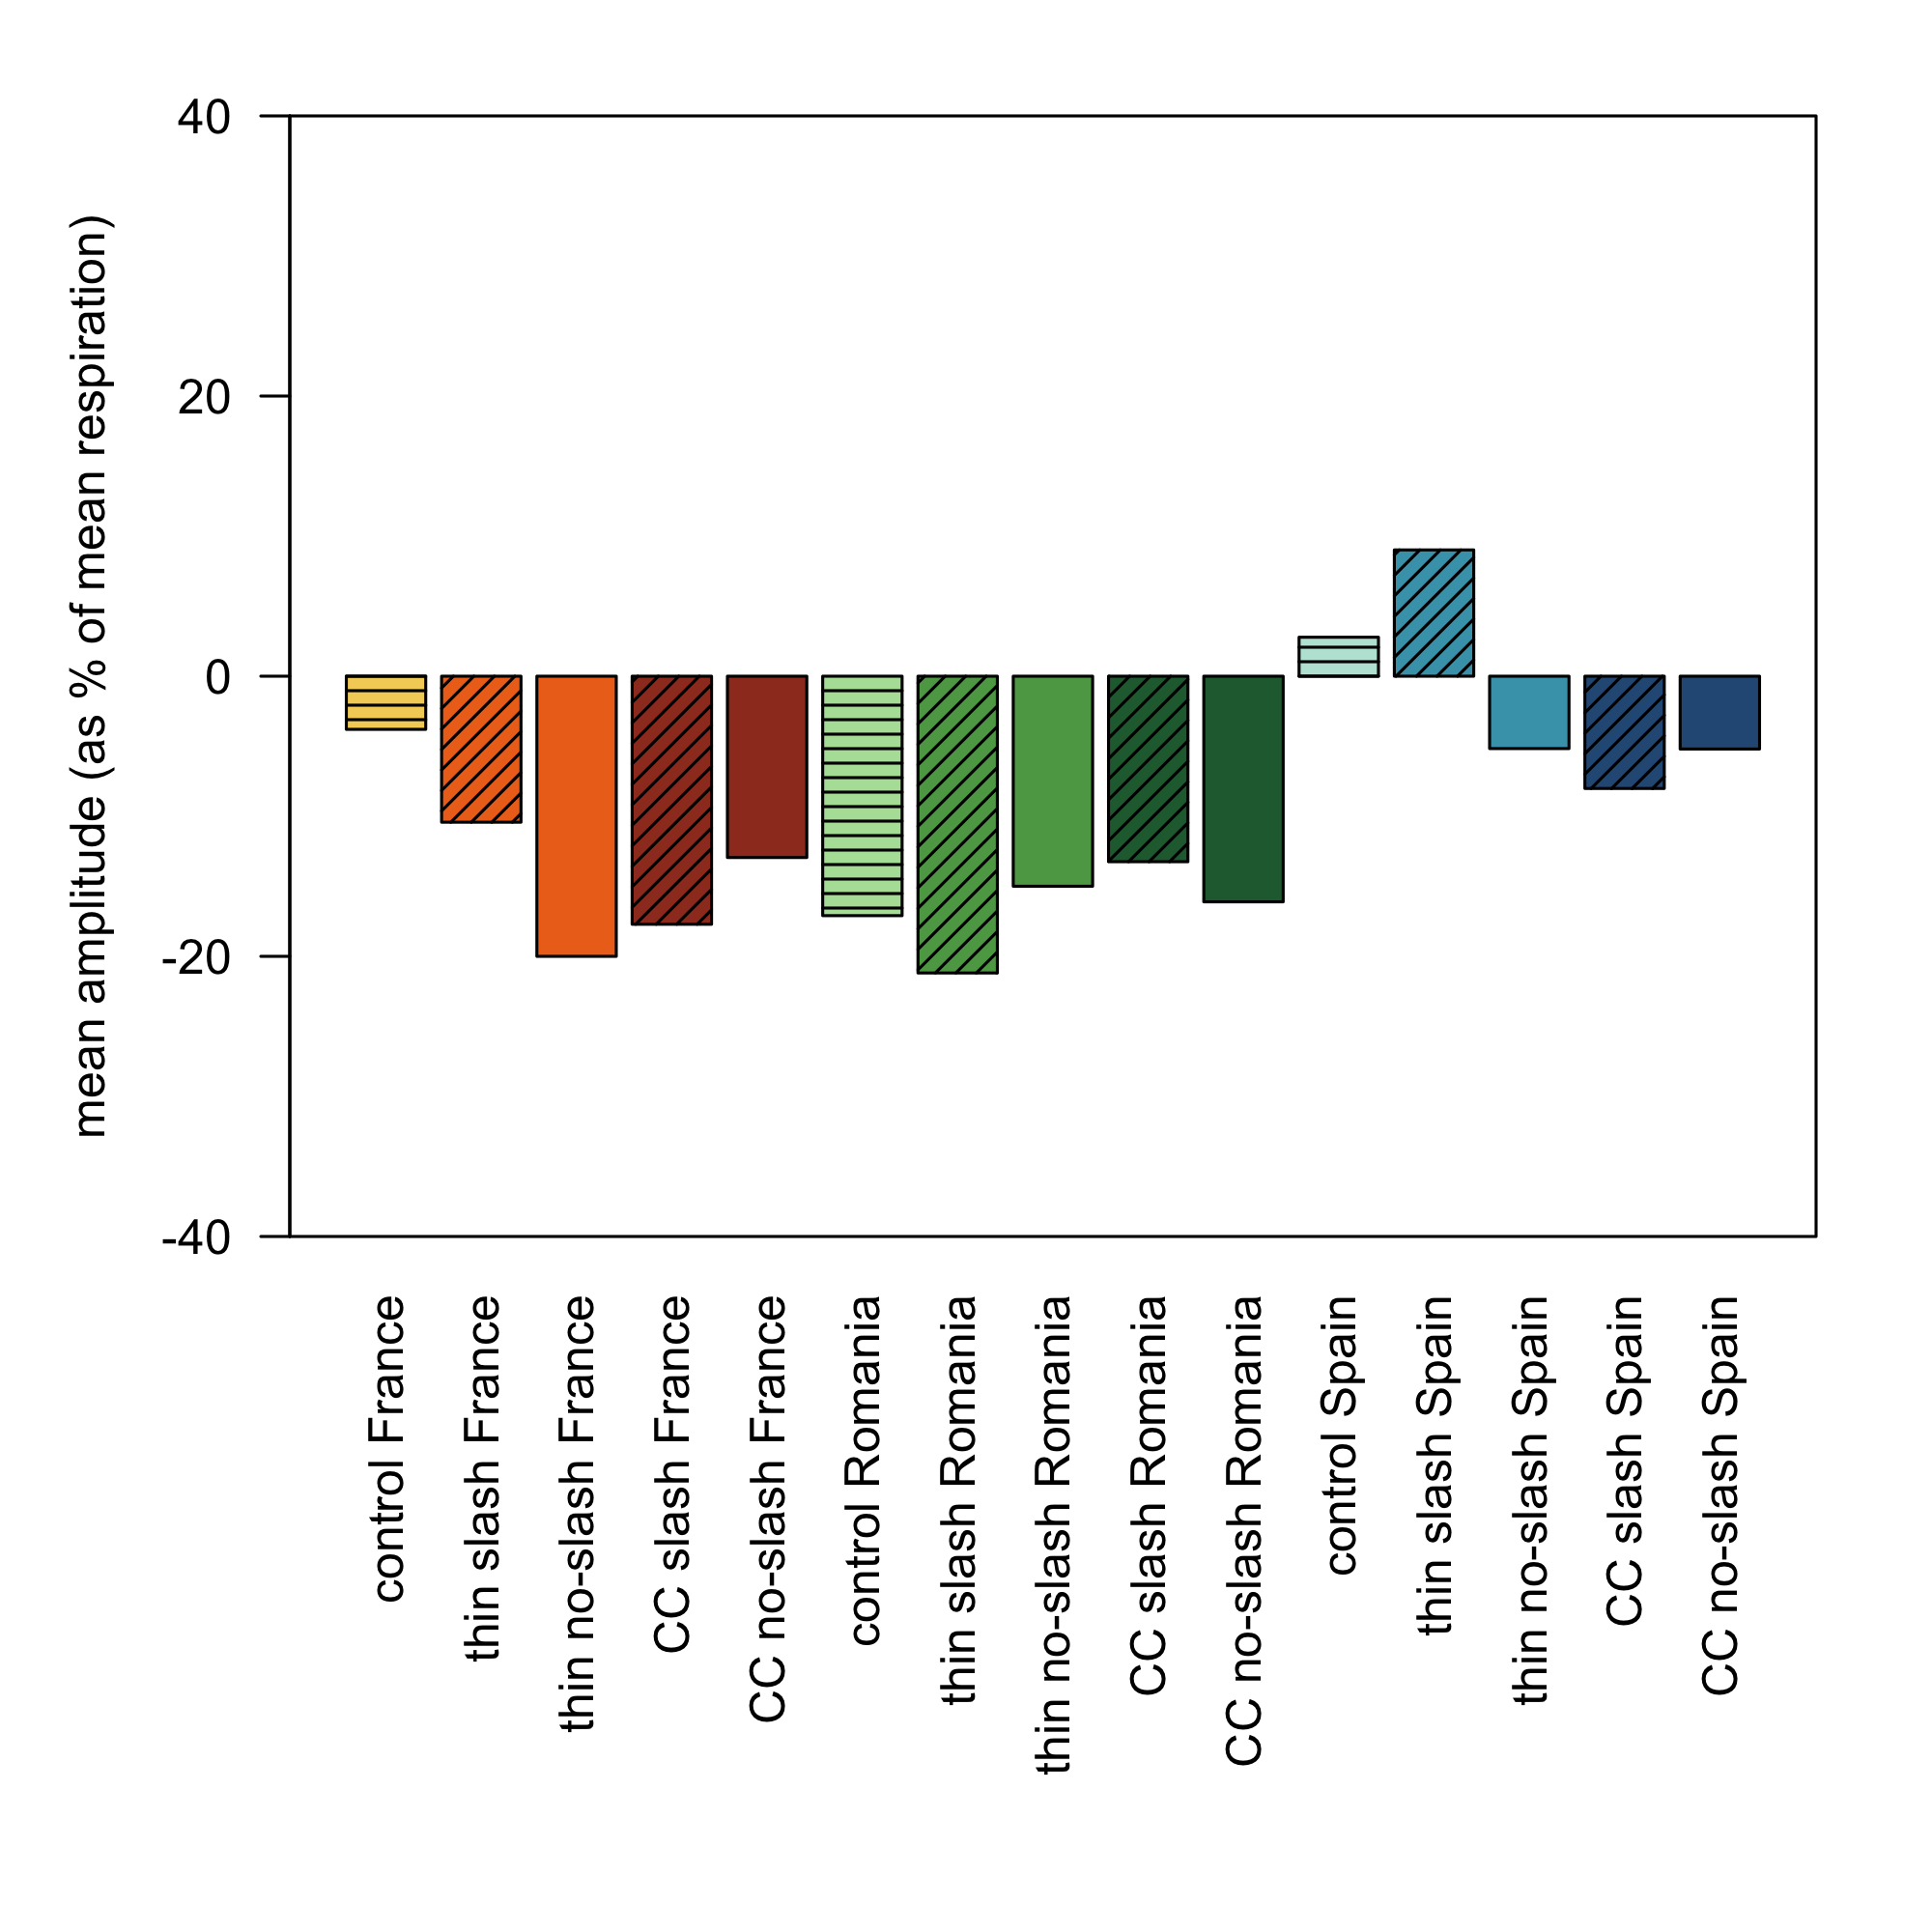 mean amplitude (as % of mean respiration)
40
20
0
-20
-40
control France
thin slash France
thin no-slash France
CC slash France
CC no-slash France
control Romania
thin slash Romania
thin no-slash Romania
CC slash Romania
CC no-slash Romania
control Spain
thin slash Spain
thin no-slash Spain
CC slash Spain
CC no-slash Spain